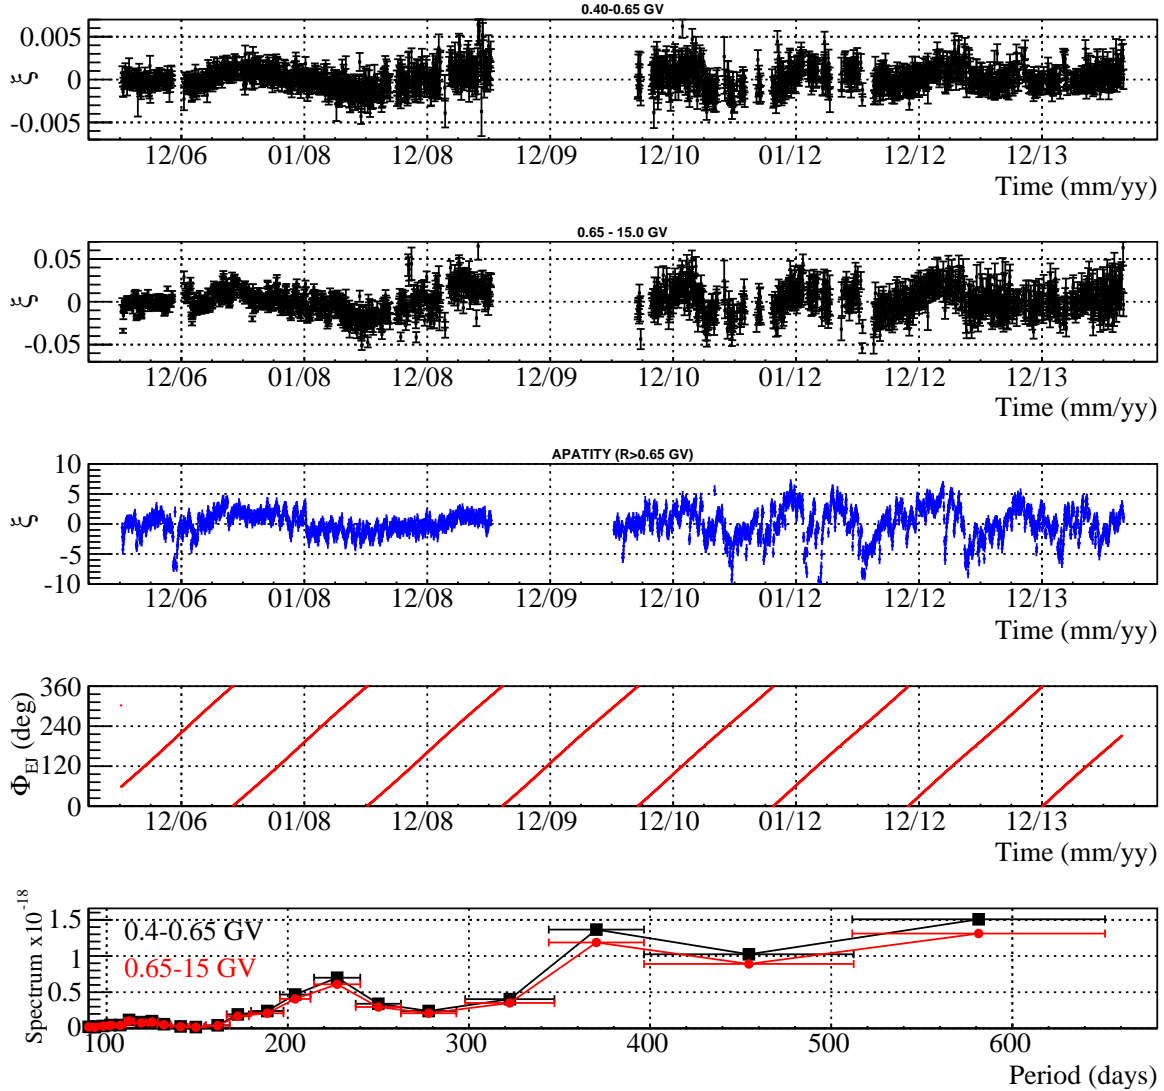 0.40-0.65 GV
0.005
0
-0.005
ξ
12/06 01/08 12/08 12/09 12/10 01/12 12/12 12/13
Time (mm/yy)
0.65 - 15.0 GV
0.05
0
-0.05
ξ
12/06 01/08 12/08 12/09 12/10 01/12 12/12 12/13
Time (mm/yy)
APATITY (R>0.65 GV)
10
5
0
-5
-10
ξ
12/06 01/08 12/08 12/09 12/10 01/12 12/12 12/13
Time (mm/yy)
360
240
120
0
Φ_EJ (deg)
12/06 01/08 12/08 12/09 12/10 01/12 12/12 12/13
Time (mm/yy)
Spectrum x10^-18
1.5
1
0.5
0
0.4-0.65 GV
0.65-15 GV
100 200 300 400 500 600
Period (days)